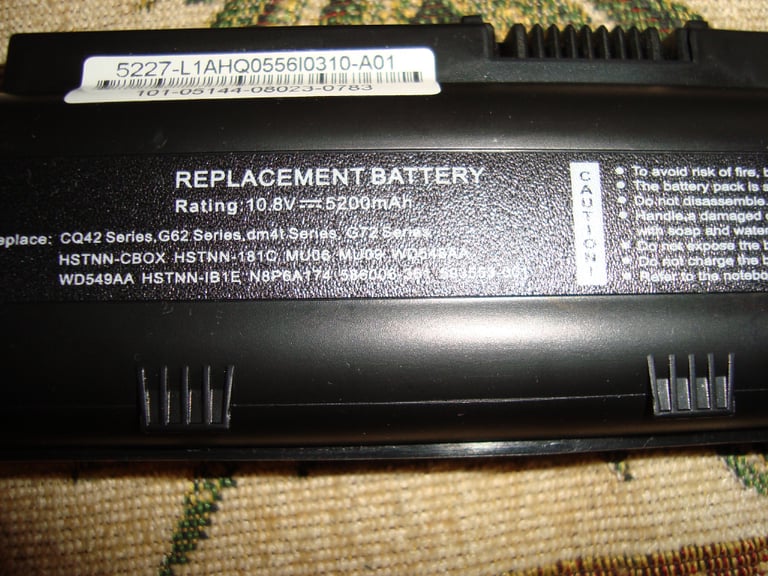 5227-L1AHQ0556I0310-A01
101-05144-08023-0783
REPLACEMENT BATTERY
Rating: 10.8V 5200mAh
eplace: CQ42 Series,G62 Series,dm4t Series, G72 Series
HSTNN-CBOX HSTNN-181C MU06 MU09 WD548AA
WD549AA HSTNN-IB1E
CAUTION!
To avoid risk of fire, b
The battery pack is a
Do not disassemble
Handle a damaged o
with soap and water
Do not expose the b
Do not charge the b
Refer to the notebo